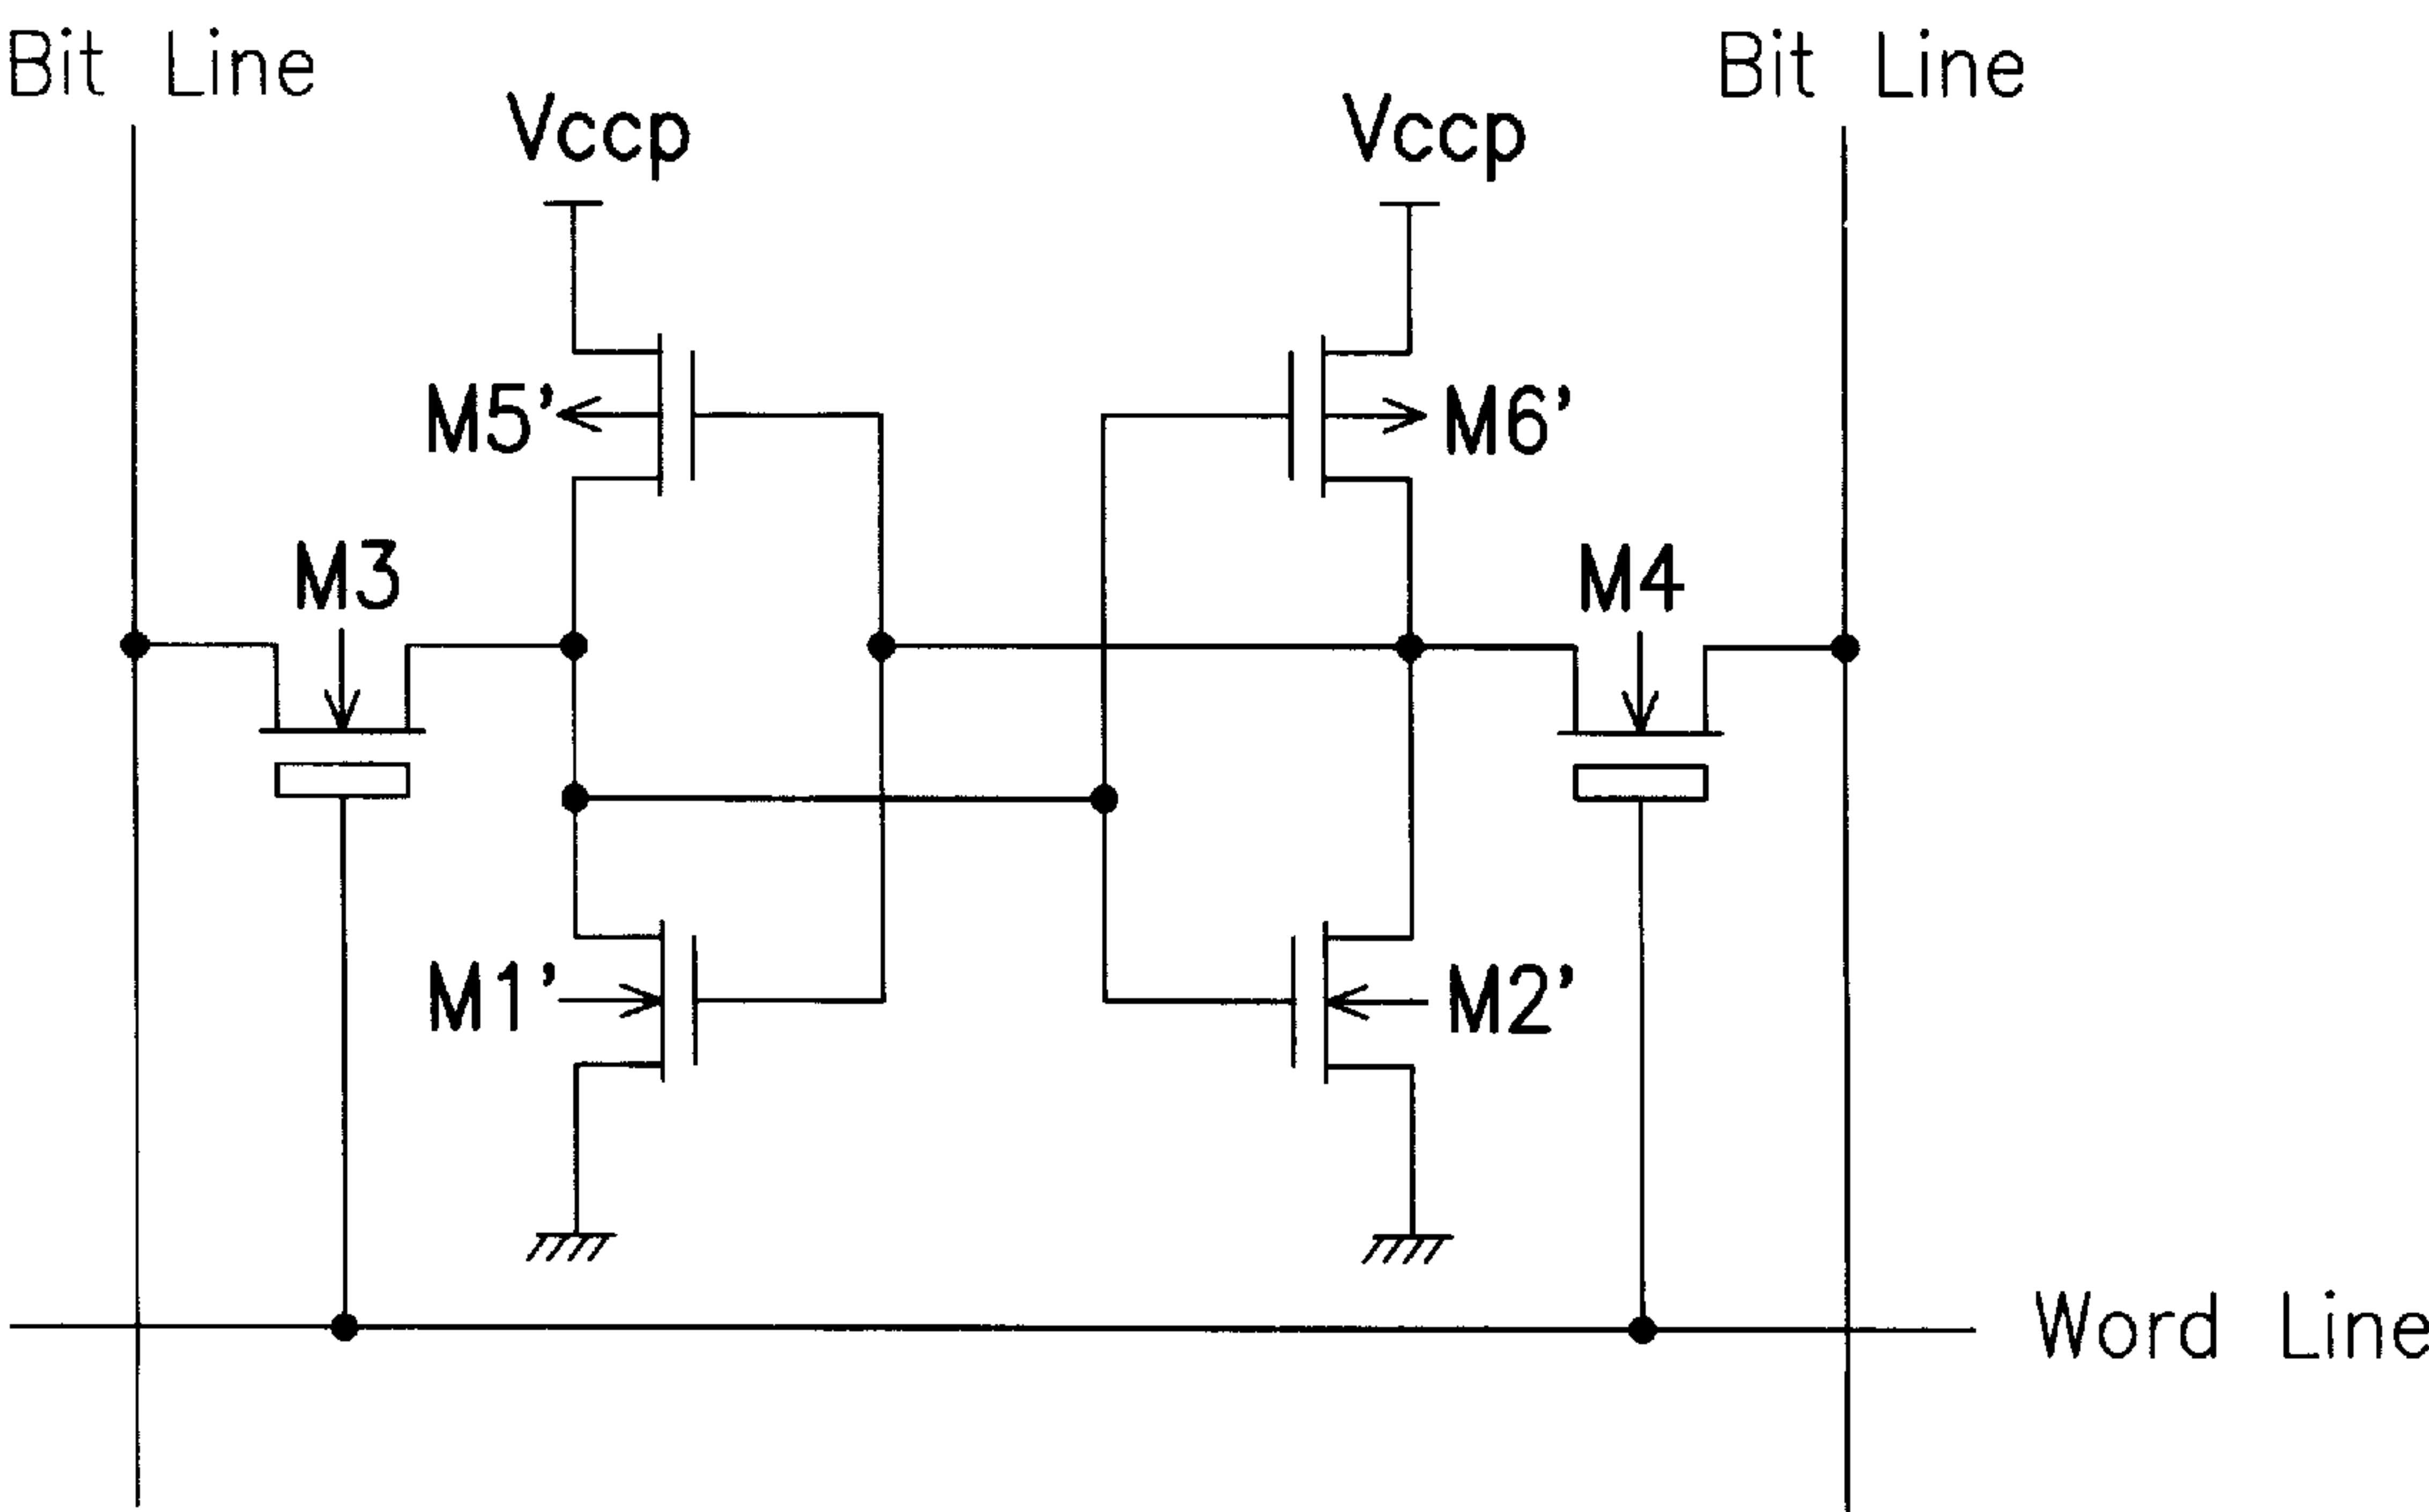 Bit Line
Bit Line
Vccp
Vccp
M5'
M6'
M3
M4
M1'
M2'
Word Line